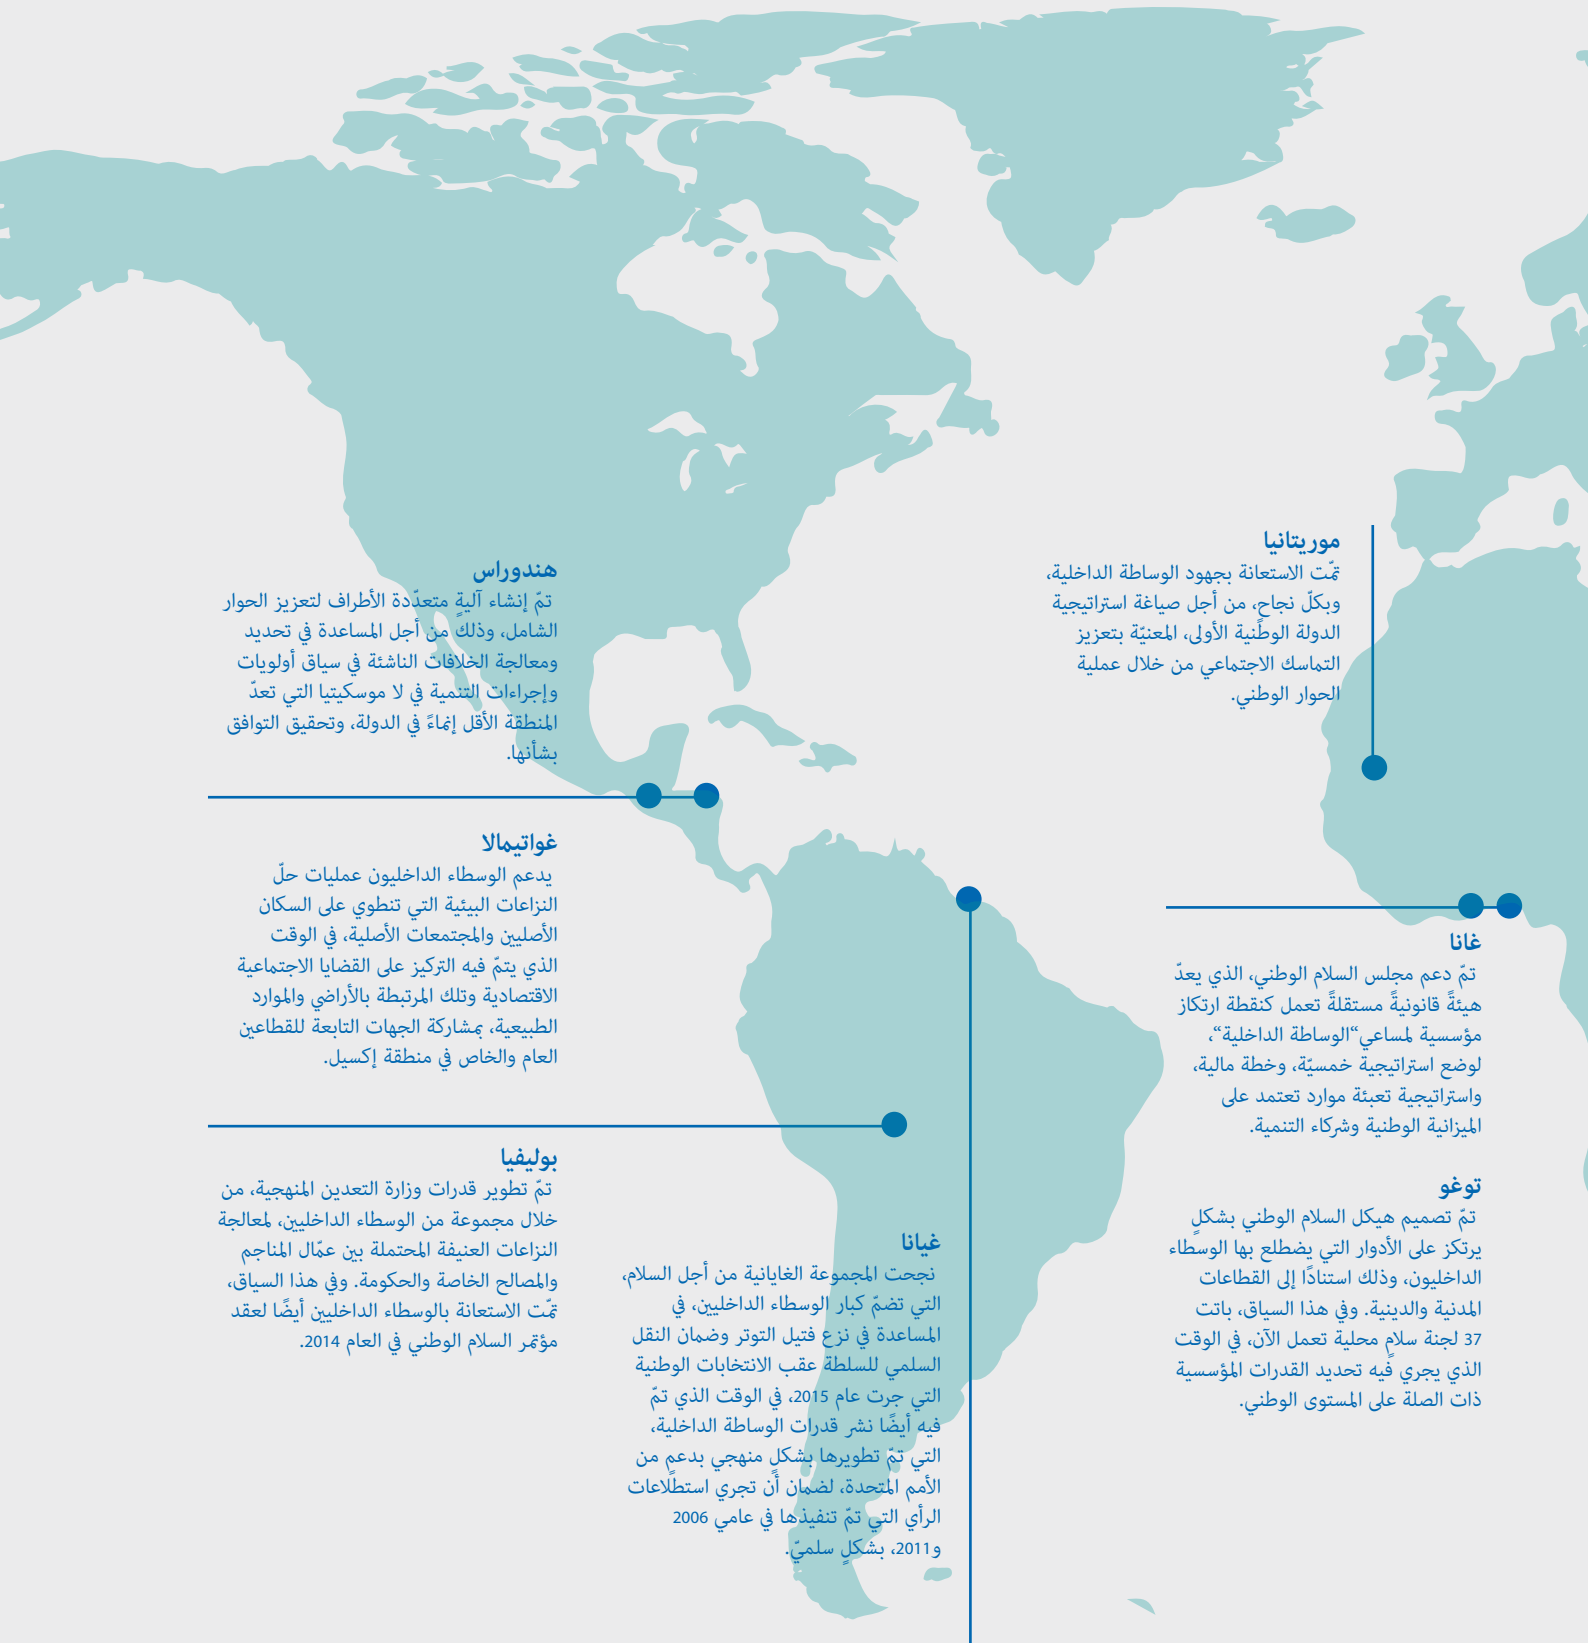 موريتانيا
تمّت الاستعانة بجهود الوساطة الداخلية،
وبكلّ نجاحٍ، من أجل صياغة استراتيجية
الدولة الوطنية الأولى، المعنيّة بتعزيز
التماسك الاجتماعي من خلال عملية
الحوار الوطني.
غانا
تمّ دعم مجلس السلام الوطني، الذي يعدّ
هيئةً قانونيةً مستقلةً تعمل كنقطة ارتكاز
مؤسسية لمساعي“الوساطة الداخلية“،
لوضع استراتيجية خمسيّة، وخطة مالية،
واستراتيجية تعبئة موارد تعتمد على
الميزانية الوطنية وشركاء التنمية.
توغو
تمّ تصميم هيكل السلام الوطني بشكلٍ
يرتكز على الأدوار التي يضطلع بها الوسطاء
الداخليون، وذلك استنادًا إلى القطاعات
المدنية والدينية. وفي هذا السياق، باتت
37 لجنة سلامٍ محلية تعمل الآن، في الوقت
الذي يجري فيه تحديد القدرات المؤسسية
ذات الصلة على المستوى الوطني.
هندوراس
تمّ إنشاء آليةٍ متعدّدة الأطراف لتعزيز الحوار
الشامل، وذلك من أجل المساعدة في تحديد
ومعالجة الخلافات الناشئة في سياق أولويات
وإجراءات التنمية في لا موسكيتيا التي تعدّ
المنطقة الأقل إنماءً في الدولة، وتحقيق التوافق
بشأنها.
غواتيمالا
يدعم الوسطاء الداخليون عمليات حلّ
النزاعات البيئية التي تنطوي على السكان
الأصليين والمجتمعات الأصلية، في الوقت
الذي يتمّ فيه التركيز على القضايا الاجتماعية
الاقتصادية وتلك المرتبطة بالأراضي والموارد
الطبيعية، بمشاركة الجهات التابعة للقطاعين
العام والخاص في منطقة إكسيل.
بوليفيا
تمّ تطوير قدرات وزارة التعدين المنهجية، من
خلال مجموعة من الوسطاء الداخليين، لمعالجة
النزاعات العنيفة المحتملة بين عمّال المناجم
والمصالح الخاصة والحكومة. وفي هذا السياق،
تمّت الاستعانة بالوسطاء الداخليين أيضًا لعقد
مؤتمر السلام الوطني في العام 2014.
غيانا
نجحت المجموعة الغايانية من أجل السلام،
التي تضمّ كبار الوسطاء الداخليين، في
المساعدة في نزع فتيل التوتر وضمان النقل
السلمي للسلطة عقب الانتخابات الوطنية
التي جرت عام 2015، في الوقت الذي تمّ
فيه أيضًا نشر قدرات الوساطة الداخلية،
التي تمّ تطويرها بشكلٍ منهجي بدعمٍ من
الأمم المتحدة، لضمان أن تجري استطلاعات
الرأي التي تمّ تنفيذها في عامي 2006
و2011، بشكلٍ سلميّ.